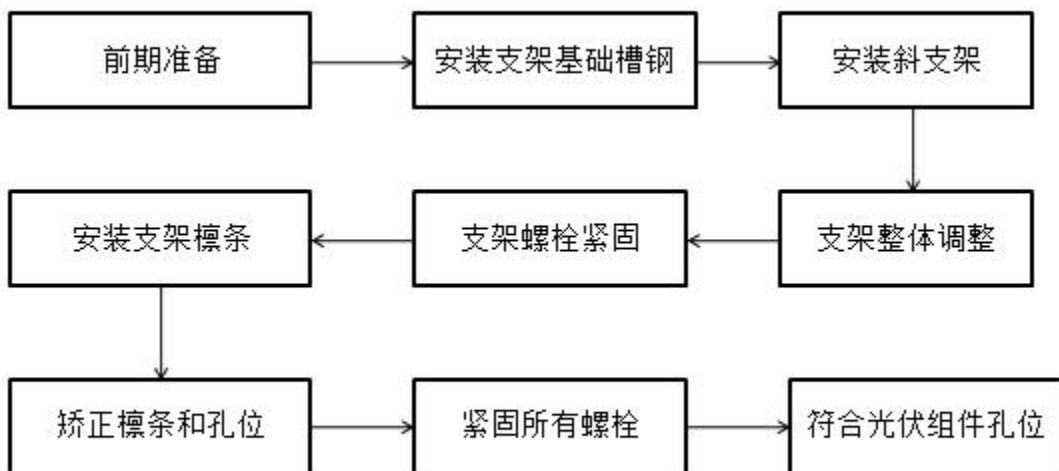 前期准备
安装支架基础槽钢
安装斜支架
支架整体调整
支架螺栓紧固
安装支架檩条
矫正檩条和孔位
紧固所有螺栓
符合光伏组件孔位